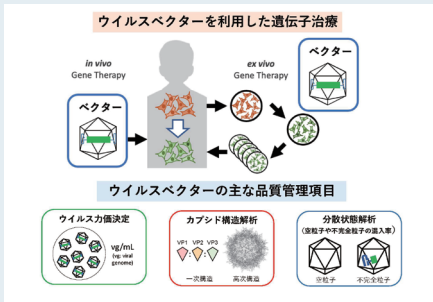 ウイルスベクターを利用した遺伝子治療
in vivo
Gene Therapy
ex vivo
Gene Therapy
ベクター
ベクター
ウイルスベクターの主な品質管理項目
ウイルス力価決定
vg/mL
(vg: viral
genome)
カプシド構造解析
VP1 : VP2 : VP3
一次構造
高次構造
分散状態解析
(空粒子や不完全粒子の混入率)
空粒子
不完全粒子